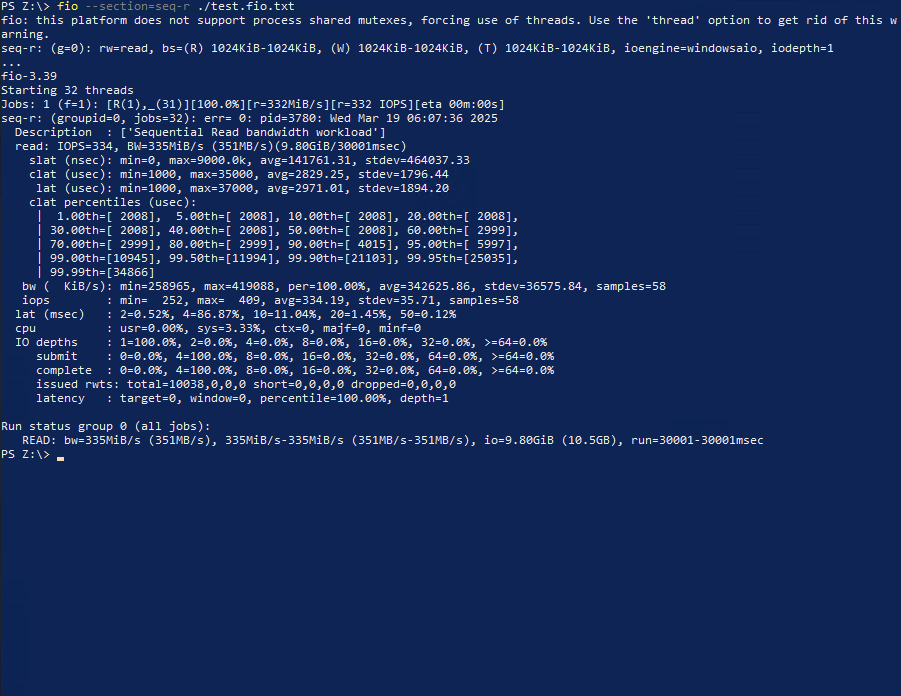 PS Z:\> fio --section=seq-r ./test.fio.txt
fio: this platform does not support process shared mutexes, forcing use of threads. Use the 'thread' option to get rid of this w
arning.
seq-r: (g=0): rw=read, bs=(R) 1024KiB-1024KiB, (W) 1024KiB-1024KiB, (T) 1024KiB-1024KiB, ioengine=windowsaio, iodepth=1
...
fio-3.39
Starting 32 threads
Jobs: 1 (f=1): [R(1),_(31)][100.0%][r=332MiB/s][r=332 IOPS][eta 00m:00s]
seq-r: (groupid=0, jobs=32): err= 0: pid=3780: Wed Mar 19 06:07:36 2025
  Description  : ['Sequential Read bandwidth workload']
  read: IOPS=334, BW=335MiB/s (351MB/s)(9.80GiB/30001msec)
    slat (nsec): min=0, max=9000.0k, avg=141761.31, stdev=464037.33
    clat (usec): min=1000, max=35000, avg=2829.25, stdev=1796.44
     lat (usec): min=1000, max=37000, avg=2971.01, stdev=1894.20
    clat percentiles (usec):
     |  1.00th=[ 2008],  5.00th=[ 2008], 10.00th=[ 2008], 20.00th=[ 2008],
     | 30.00th=[ 2008], 40.00th=[ 2008], 50.00th=[ 2008], 60.00th=[ 2999],
     | 70.00th=[ 2999], 80.00th=[ 2999], 90.00th=[ 4015], 95.00th=[ 5997],
     | 99.00th=[10945], 99.50th=[11994], 99.90th=[21103], 99.95th=[25035],
     | 99.99th=[34866]
   bw (  KiB/s): min=258965, max=419088, per=100.00%, avg=342625.86, stdev=36575.84, samples=58
   iops        : min=  252, max=  409, avg=334.19, stdev=35.71, samples=58
  lat (msec)   : 2=0.52%, 4=86.87%, 10=11.04%, 20=1.45%, 50=0.12%
  cpu          : usr=0.00%, sys=3.33%, ctx=0, majf=0, minf=0
  IO depths    : 1=100.0%, 2=0.0%, 4=0.0%, 8=0.0%, 16=0.0%, 32=0.0%, >=64=0.0%
     submit    : 0=0.0%, 4=100.0%, 8=0.0%, 16=0.0%, 32=0.0%, 64=0.0%, >=64=0.0%
     complete  : 0=0.0%, 4=100.0%, 8=0.0%, 16=0.0%, 32=0.0%, 64=0.0%, >=64=0.0%
     issued rwts: total=10038,0,0,0 short=0,0,0,0 dropped=0,0,0,0
     latency   : target=0, window=0, percentile=100.00%, depth=1

Run status group 0 (all jobs):
   READ: bw=335MiB/s (351MB/s), 335MiB/s-335MiB/s (351MB/s-351MB/s), io=9.80GiB (10.5GB), run=30001-30001msec
PS Z:\>